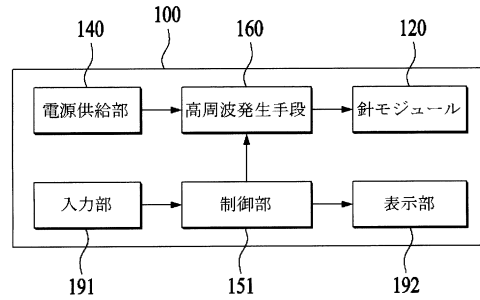 140
100
160
120
電源供給部
高周波発生手段
針モジュール
入力部
制御部
表示部
191
151
192